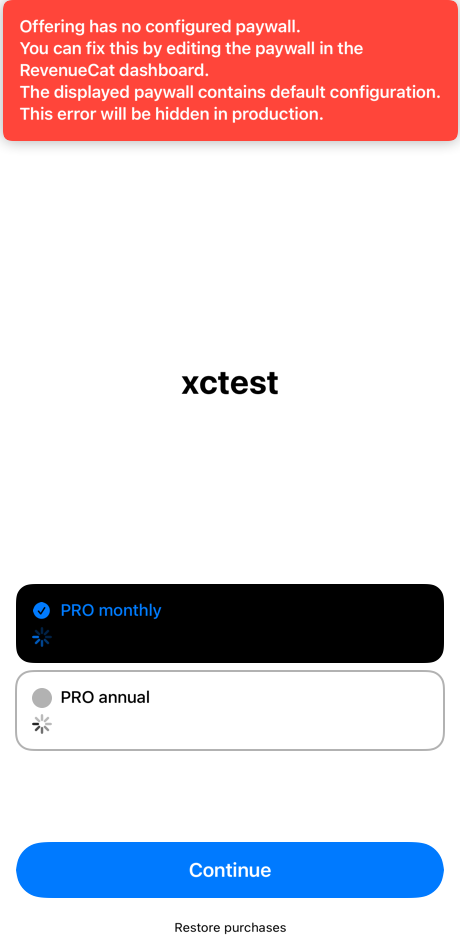 Offering has no configured paywall.
You can fix this by editing the paywall in the
RevenueCat dashboard.
The displayed paywall contains default configuration.
This error will be hidden in production.
xctest
PRO monthly
PRO annual
Continue
Restore purchases